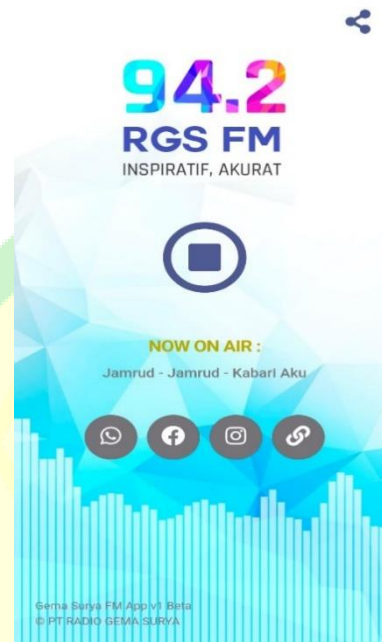 94.2
RGS FM
INSPIRATIF, AKURAT
NOW ON AIR :
Jamrud - Jamrud - Kabari Aku
Gema Surya FM App v1 Beta
© PT RADIO GEMA SURYA